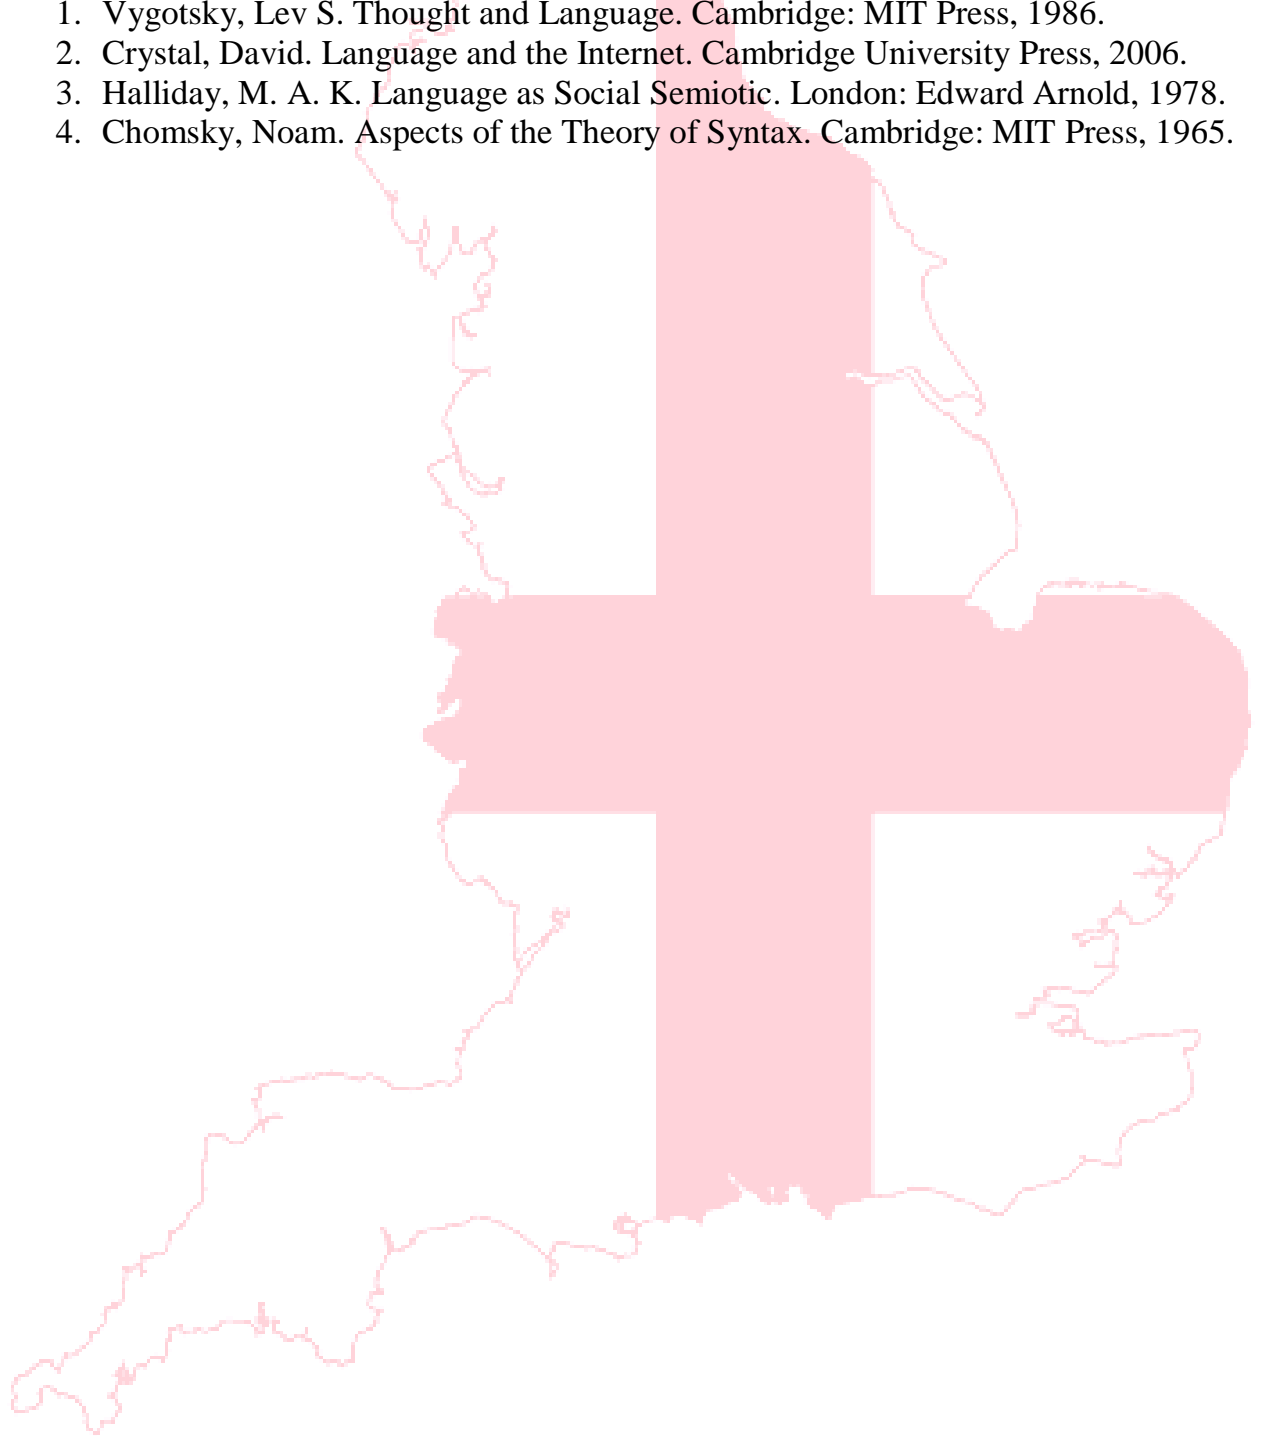 1. Vygotsky, Lev S. Thought and Language. Cambridge: MIT Press, 1986.
2. Crystal, David. Language and the Internet. Cambridge University Press, 2006.
3. Halliday, M. A. K. Language as Social Semiotic. London: Edward Arnold, 1978.
4. Chomsky, Noam. Aspects of the Theory of Syntax. Cambridge: MIT Press, 1965.